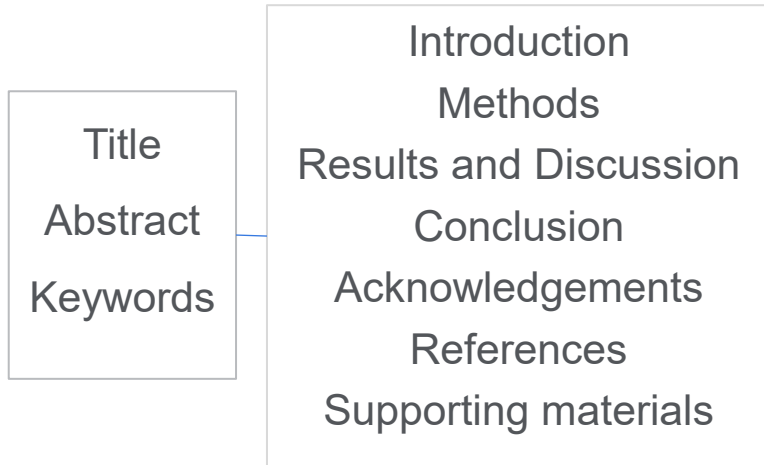 Title
Abstract
Keywords
Introduction
Methods
Results and Discussion
Conclusion
Acknowledgements
References
Supporting materials